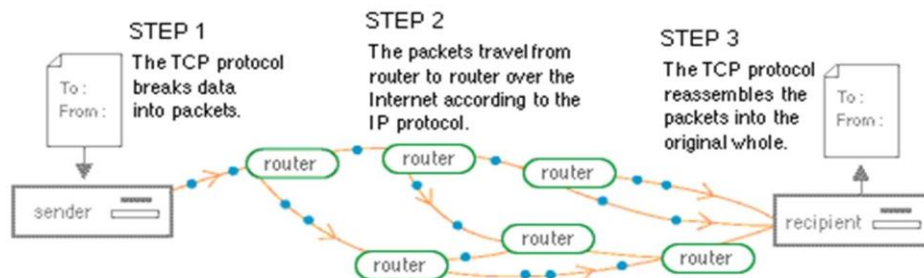 STEP 1
The TCP protocol
breaks data
into packets.
STEP 2
The packets travel from
router to router over the
Internet according to the
IP protocol.
STEP 3
The TCP protocol
reassembles the
packets into the
original whole.
To :
From :
To :
From :
router
router
router
sender
recipient
router
router
router